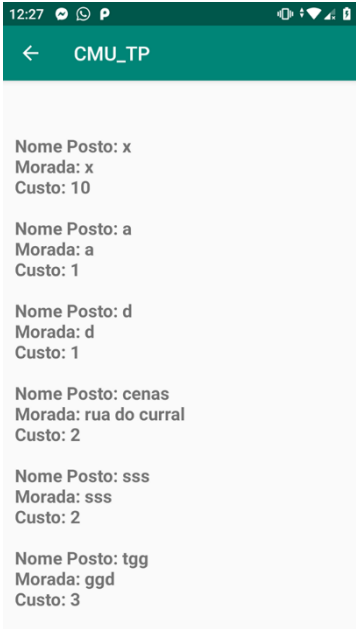 12:27
CMU_TP
Nome Posto: x
Morada: x
Custo: 10
Nome Posto: a
Morada: a
Custo: 1
Nome Posto: d
Morada: d
Custo: 1
Nome Posto: cenas
Morada: rua do curral
Custo: 2
Nome Posto: sss
Morada: sss
Custo: 2
Nome Posto: tgg
Morada: ggd
Custo: 3